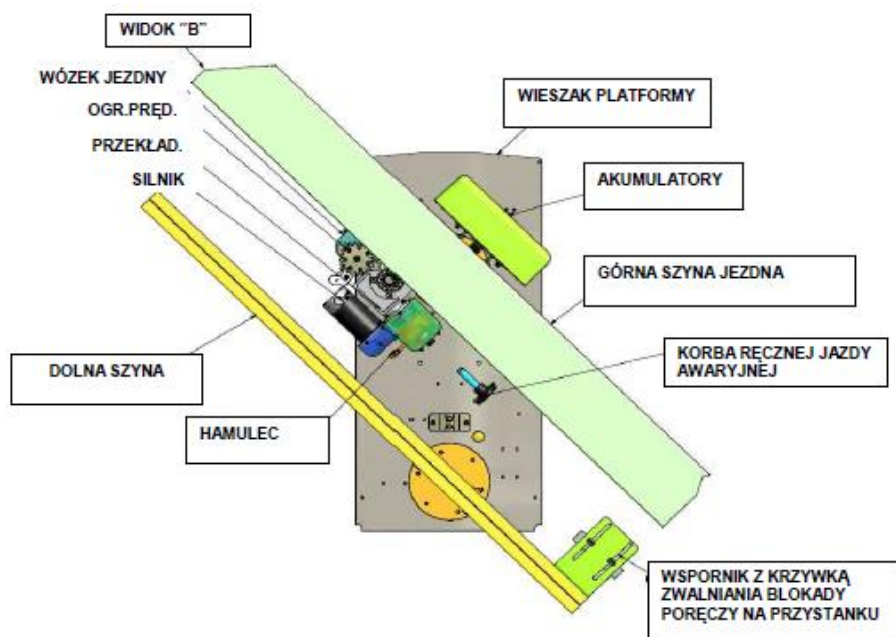 WIDOK "B"
WÓZEK JEZDNY
OGR.PRĘD.
PRZEKŁAD.
SILNIK
WIESZAK PLATFORMY
AKUMULATORY
GÓRNA SZYNA JEZDNA
KORBA RĘCZNEJ JAZDY
AWARYJNEJ
DOLNA SZYNA
HAMULEC
WSPORNIK Z KRZYWKĄ
ZWALNIANIA BLOKADY
PORĘCZY NA PRZYSTANKU